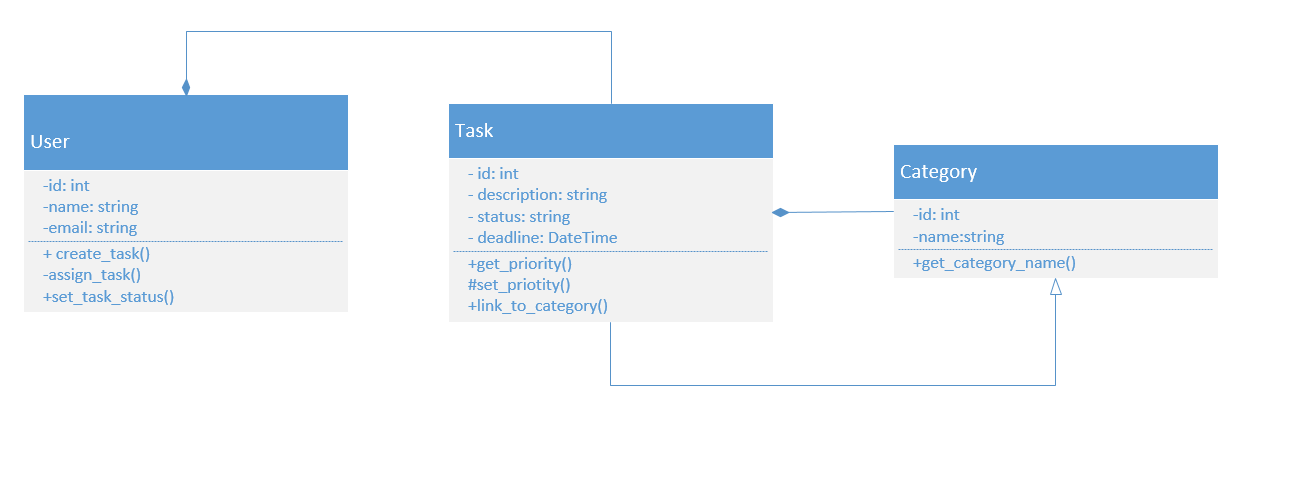 User
-id: int
-name: string
-email: string
+ create_task()
-assign_task()
+set_task_status()
Task
- id: int
- description: string
- status: string
- deadline: DateTime
+get_priority()
#set_priotity()
+link_to_category()
Category
-id: int
-name:string
+get_category_name()